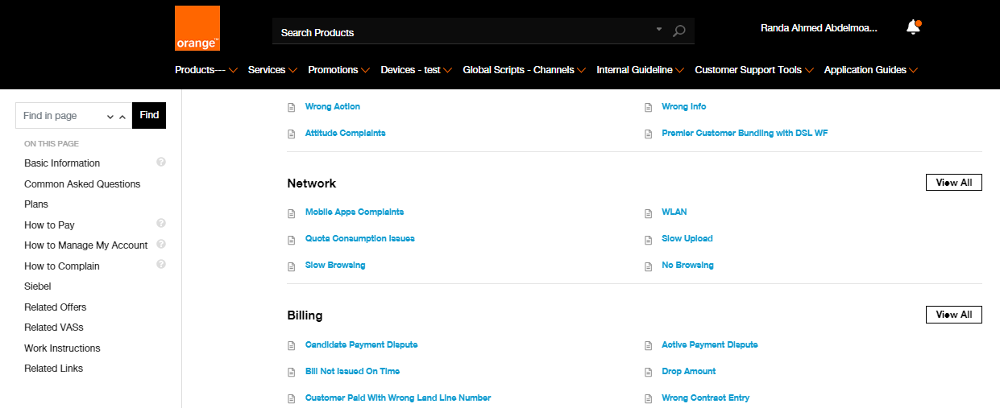 orange™
Search Products
Randa Ahmed Abdelmoa...
Products---
Services
Promotions
Devices - test
Global Scripts - Channels
Internal Guideline
Customer Support Tools
Application Guides
Find in page
Find
ON THIS PAGE
Basic Information
Common Asked Questions
Plans
How to Pay
How to Manage My Account
How to Complain
Siebel
Related Offers
Related VASs
Work Instructions
Related Links
Wrong Action
Wrong Info
Attitude Complaints
Premier Customer Bundling with DSL WF
Network
View All
Mobile Apps Complaints
WLAN
Quota Consumption Issues
Slow Upload
Slow Browsing
No Browsing
Billing
View All
Candidate Payment Dispute
Active Payment Dispute
Bill Not Issued On Time
Drop Amount
Customer Paid With Wrong Land Line Number
Wrong Contract Entry